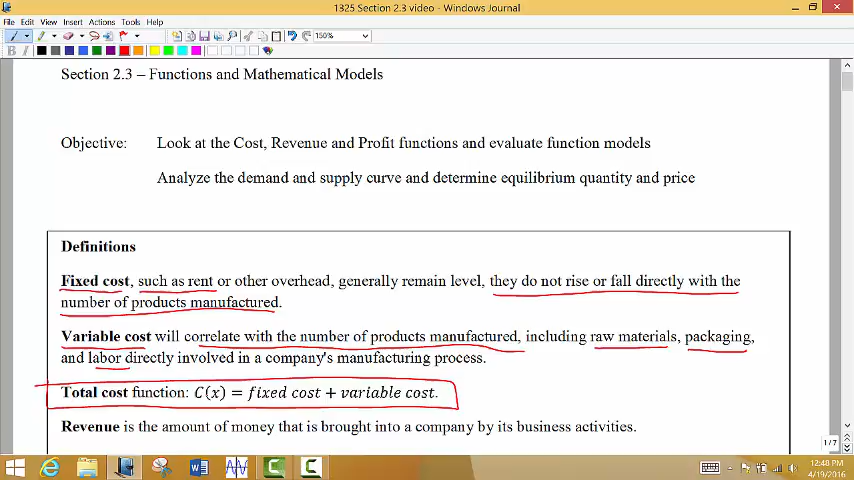 1325 Section 2.3 video - Windows Journal
File Edit View Insert Actions Tools Help
150%
B I
Section 2.3 – Functions and Mathematical Models
Objective: Look at the Cost, Revenue and Profit functions and evaluate function models
Analyze the demand and supply curve and determine equilibrium quantity and price
Definitions
Fixed cost, such as rent or other overhead, generally remain level, they do not rise or fall directly with the
number of products manufactured.
Variable cost will correlate with the number of products manufactured, including raw materials, packaging,
and labor directly involved in a company's manufacturing process.
Total cost function: C(x) = fixed cost + variable cost.
Revenue is the amount of money that is brought into a company by its business activities.
1/7
12:48 PM
4/19/2016